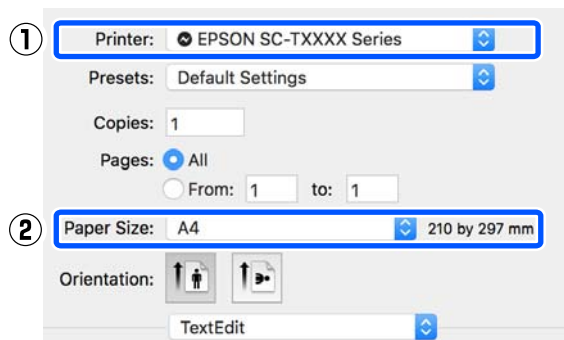 ① Printer: EPSON SC-TXXXX Series
Presets: Default Settings
Copies: 1
Pages: All
From: 1 to: 1
② Paper Size: A4 210 by 297 mm
Orientation:
TextEdit